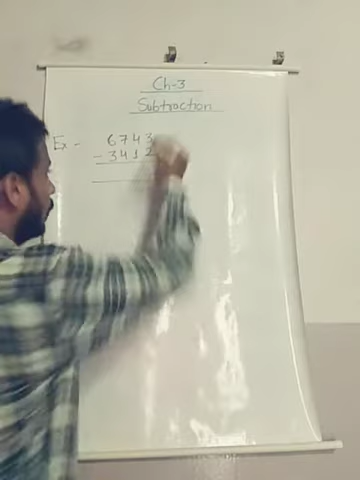 Ch-3
Subtraction
Ex - 6743
- 3412